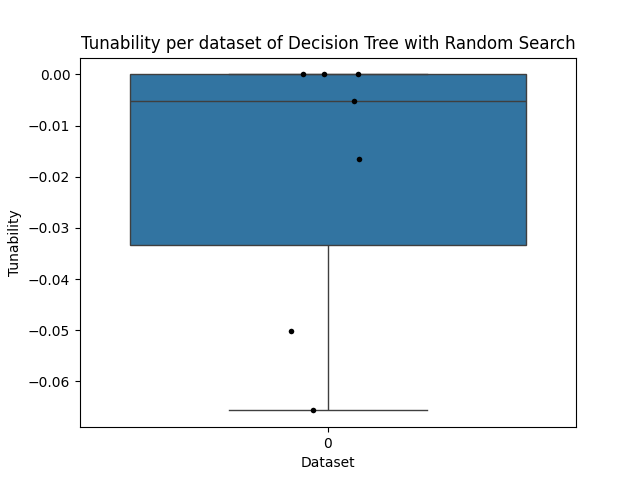 Tunability per dataset of Decision Tree with Random Search
0.00
−0.01
−0.02
−0.03
−0.04
−0.05
−0.06
Tunability
0
Dataset